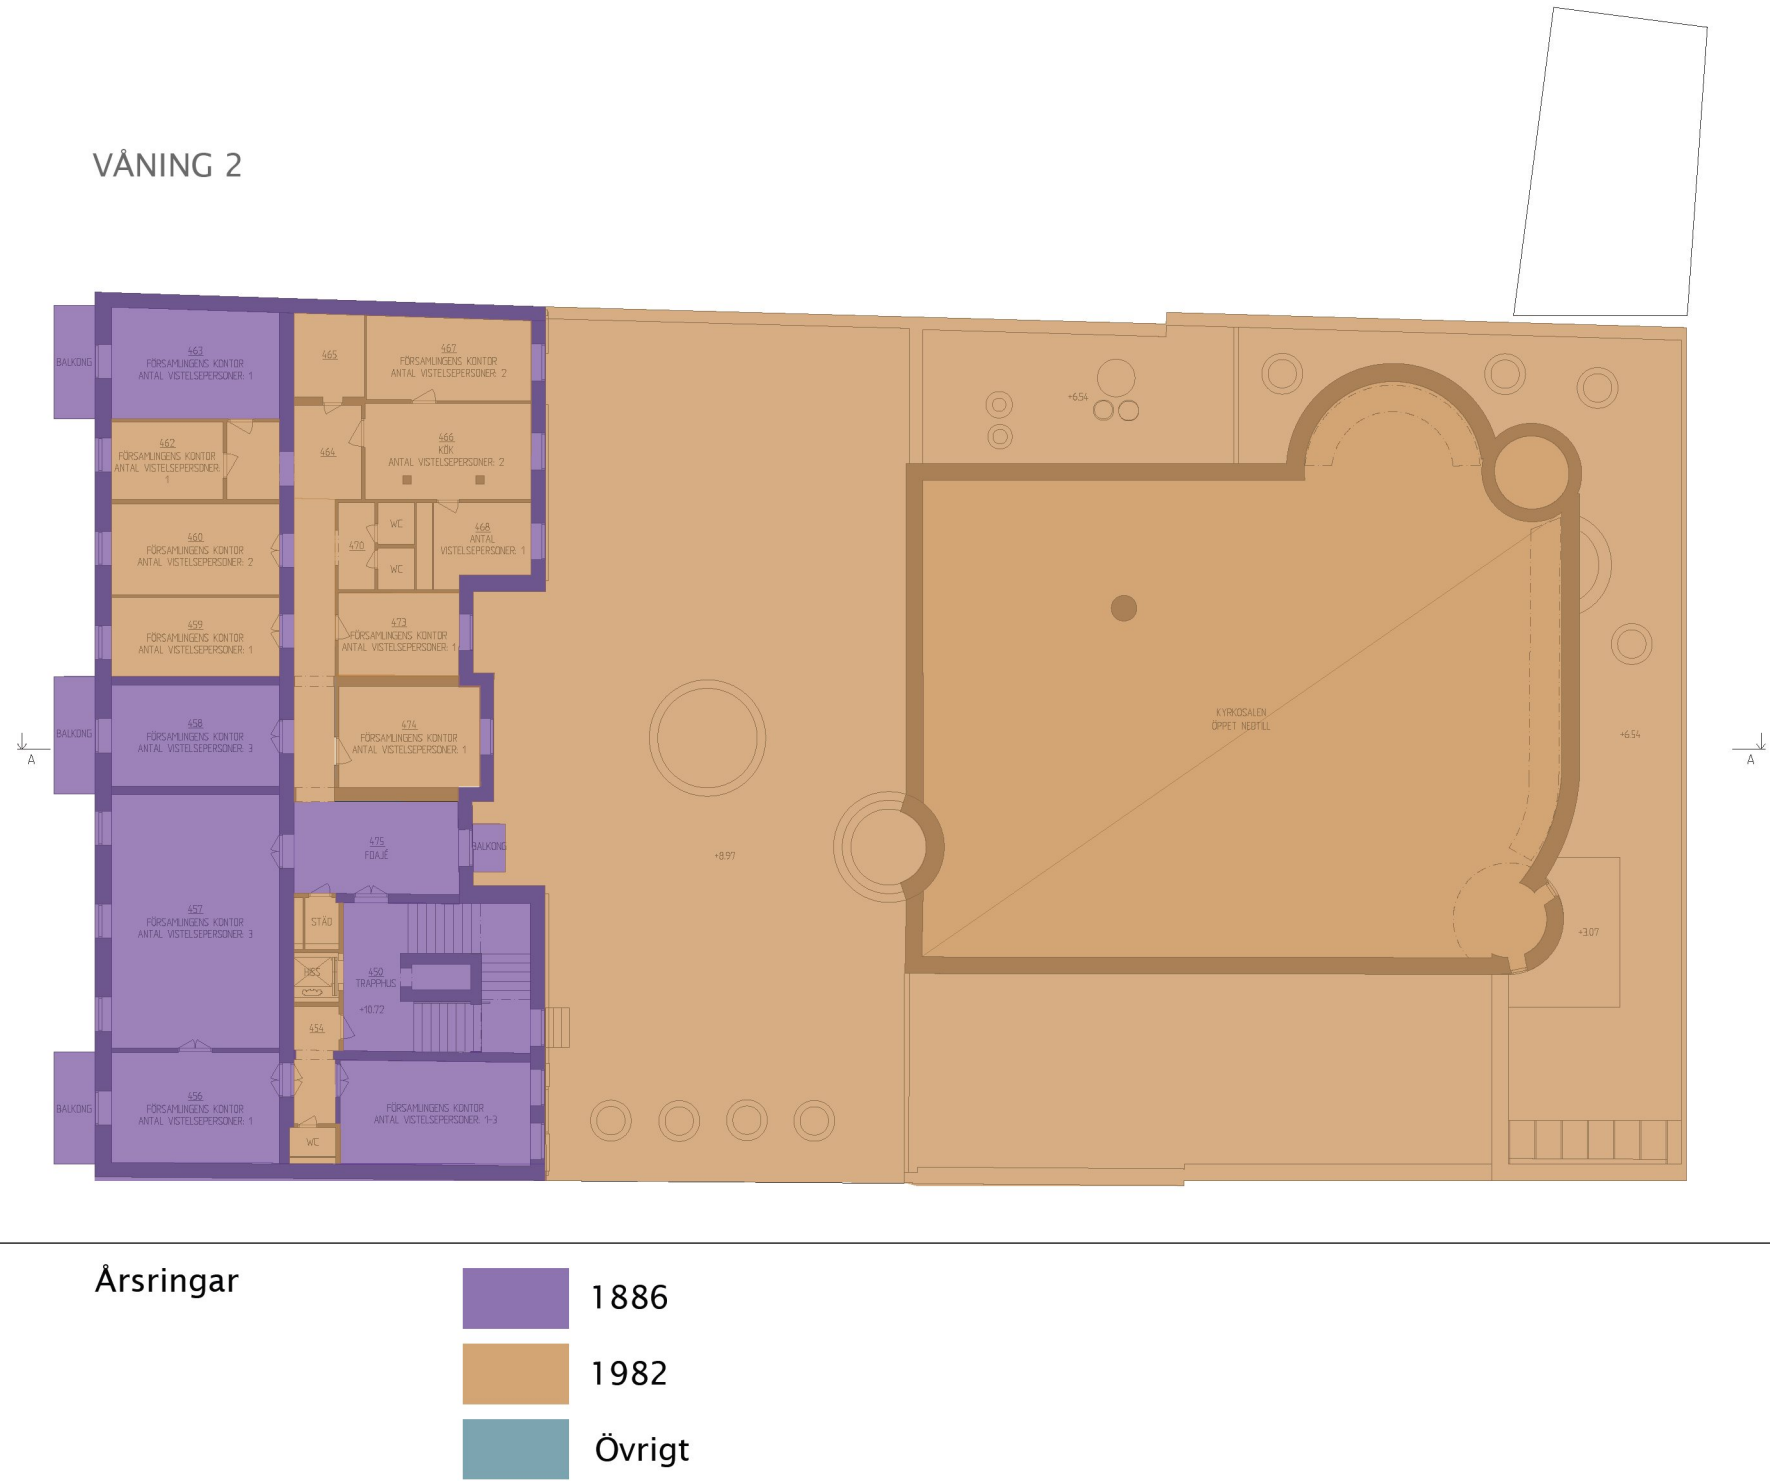 VÅNING 2
BALKONG
463
FÖRSAMLINGENS KONTOR
ANTAL VISTELSEPERSONER: 1
465
467
FÖRSAMLINGENS KONTOR
ANTAL VISTELSEPERSONER: 2
462
FÖRSAMLINGENS KONTOR
ANTAL VISTELSEPERSONER:
1
464
466
KÖK
ANTAL VISTELSEPERSONER: 2
460
FÖRSAMLINGENS KONTOR
ANTAL VISTELSEPERSONER: 2
470
WC
WC
468
ANTAL
VISTELSEPERSONER: 1
459
FÖRSAMLINGENS KONTOR
ANTAL VISTELSEPERSONER: 1
473
FÖRSAMLINGENS KONTOR
ANTAL VISTELSEPERSONER: 1
BALKONG
458
FÖRSAMLINGENS KONTOR
ANTAL VISTELSEPERSONER: 3
474
FÖRSAMLINGENS KONTOR
ANTAL VISTELSEPERSONER: 1
A
475
FOAJÉ
BALKONG
457
FÖRSAMLINGENS KONTOR
ANTAL VISTELSEPERSONER: 3
STÄD
HISS
450
TRAPPHUS
+10.72
454
BALKONG
456
FÖRSAMLINGENS KONTOR
ANTAL VISTELSEPERSONER: 1
FÖRSAMLINGENS KONTOR
ANTAL VISTELSEPERSONER: 1-3
WC
+8.97
+6.54
KYRKOSALEN
ÖPPET NEDTILL
+6.54
A
+3.07
Årsringar
1886
1982
Övrigt